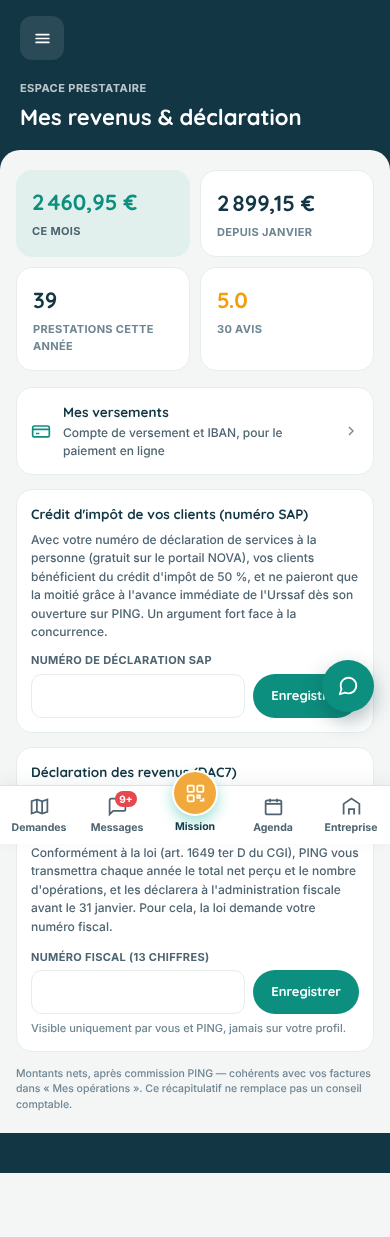 ESPACE PRESTATAIRE
Mes revenus & déclaration
2 460,95 €
CE MOIS
2 899,15 €
DEPUIS JANVIER
39
PRESTATIONS CETTE
ANNÉE
5.0
30 AVIS
Mes versements
Compte de versement et IBAN, pour le
paiement en ligne
Crédit d'impôt de vos clients (numéro SAP)
Avec votre numéro de déclaration de services à la
personne (gratuit sur le portail NOVA), vos clients
bénéficient du crédit d'impôt de 50 %, et ne paieront que
la moitié grâce à l'avance immédiate de l'Urssaf dès son
ouverture sur PING. Un argument fort face à la
concurrence.
NUMÉRO DE DÉCLARATION SAP
Déclaration des revenus (DAC7)
9+
Demandes
Messages
Mission
Agenda
Entreprise
Conformément à la loi (art. 1649 ter D du CGI), PING vous
transmettra chaque année le total net perçu et le nombre
d'opérations, et les déclarera à l'administration fiscale
avant le 31 janvier. Pour cela, la loi demande votre
numéro fiscal.
NUMÉRO FISCAL (13 CHIFFRES)
Enregistrer
Visible uniquement par vous et PING, jamais sur votre profil.
Montants nets, après commission PING — cohérents avec vos factures
dans « Mes opérations ». Ce récapitulatif ne remplace pas un conseil
comptable.